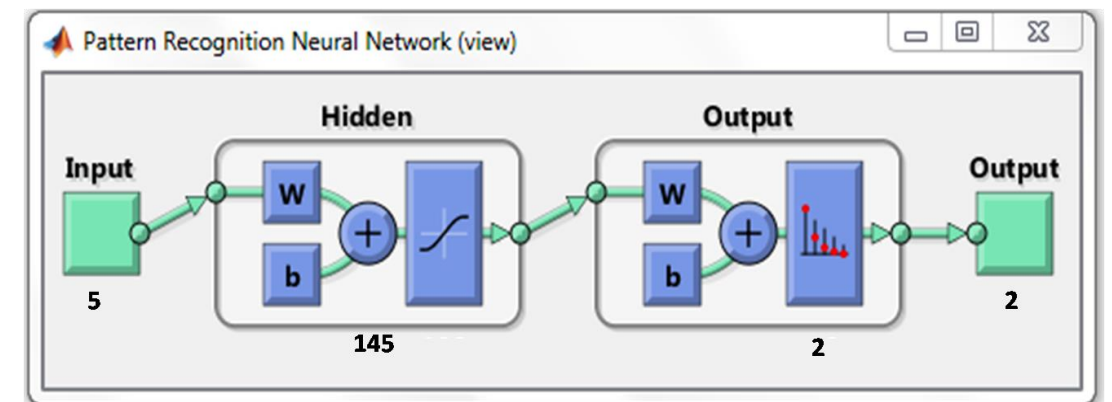 Pattern Recognition Neural Network (view)
Hidden
Output
Input
Output
W
W
+
+
b
b
5
2
145
2